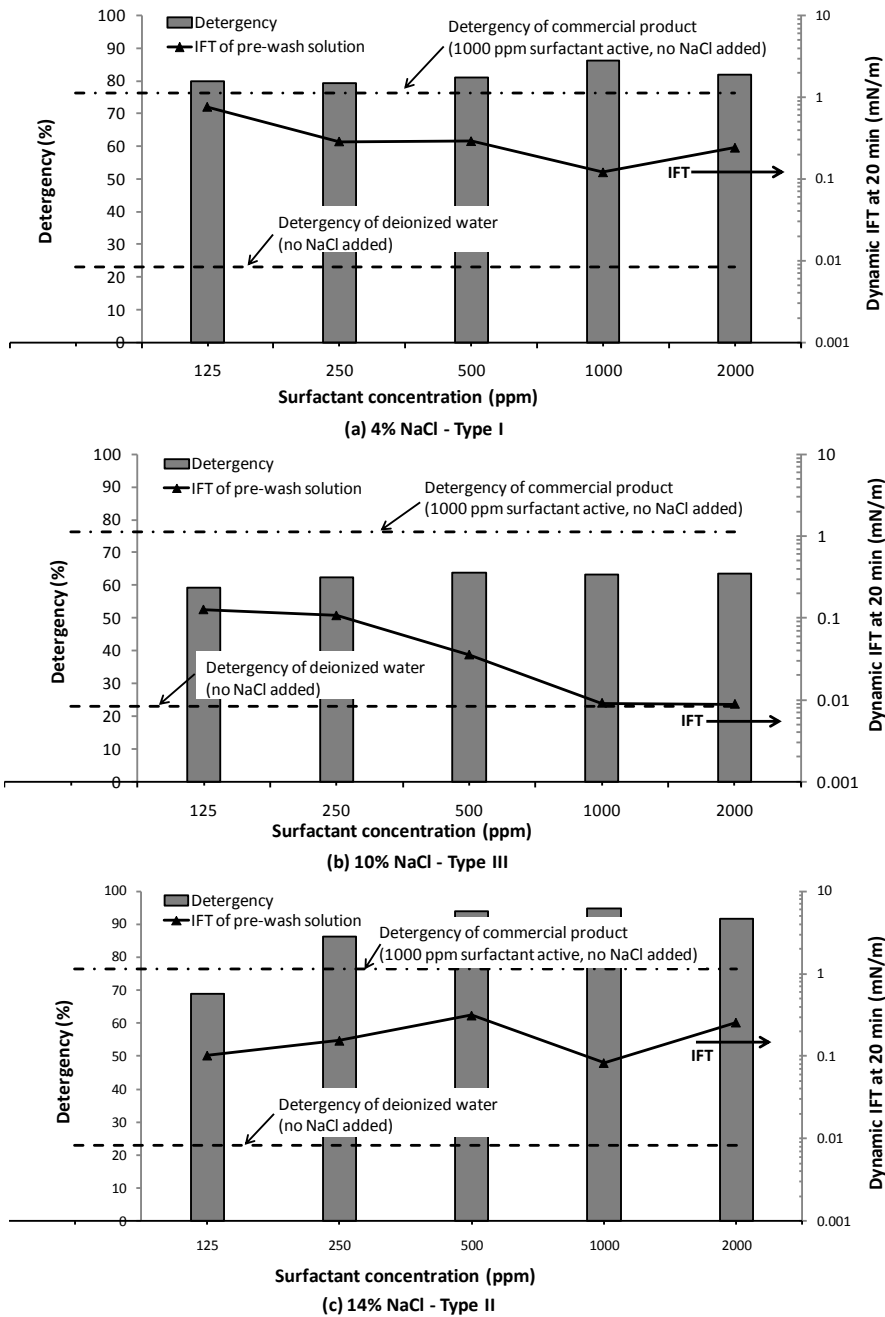 Detergency
IFT of pre-wash solution
Detergency of commercial product
(1000 ppm surfactant active, no NaCl added)
Detergency of deionized water
(no NaCl added)
IFT
100
90
80
70
60
50
40
30
20
10
0
Detergency (%)
10
1
0.1
0.01
0.001
Dynamic IFT at 20 min (mN/m)
125 250 500 1000 2000
Surfactant concentration (ppm)
(a) 4% NaCl - Type I
Detergency
IFT of pre-wash solution
Detergency of commercial product
(1000 ppm surfactant active, no NaCl added)
Detergency of deionized water
(no NaCl added)
IFT
100
90
80
70
60
50
40
30
20
10
0
Detergency (%)
10
1
0.1
0.01
0.001
Dynamic IFT at 20 min (mN/m)
125 250 500 1000 2000
Surfactant concentration (ppm)
(b) 10% NaCl - Type III
Detergency
IFT of pre-wash solution
Detergency of commercial product
(1000 ppm surfactant active, no NaCl added)
Detergency of deionized water
(no NaCl added)
IFT
100
90
80
70
60
50
40
30
20
10
0
Detergency (%)
10
1
0.1
0.01
0.001
Dynamic IFT at 20 min (mN/m)
125 250 500 1000 2000
Surfactant concentration (ppm)
(c) 14% NaCl - Type II